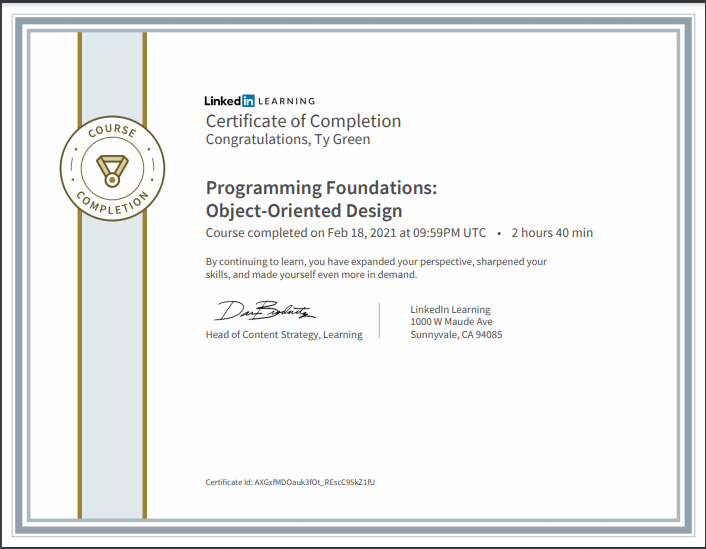 COURSE
COMPLETION
Linked in LEARNING
Certificate of Completion
Congratulations, Ty Green
Programming Foundations:
Object-Oriented Design
Course completed on Feb 18, 2021 at 09:59PM UTC • 2 hours 40 min
By continuing to learn, you have expanded your perspective, sharpened your
skills, and made yourself even more in demand.
Head of Content Strategy, Learning
LinkedIn Learning
1000 W Maude Ave
Sunnyvale, CA 94085
Certificate Id: AXGxfMDOauk3fOt_REscC95kZ1fU